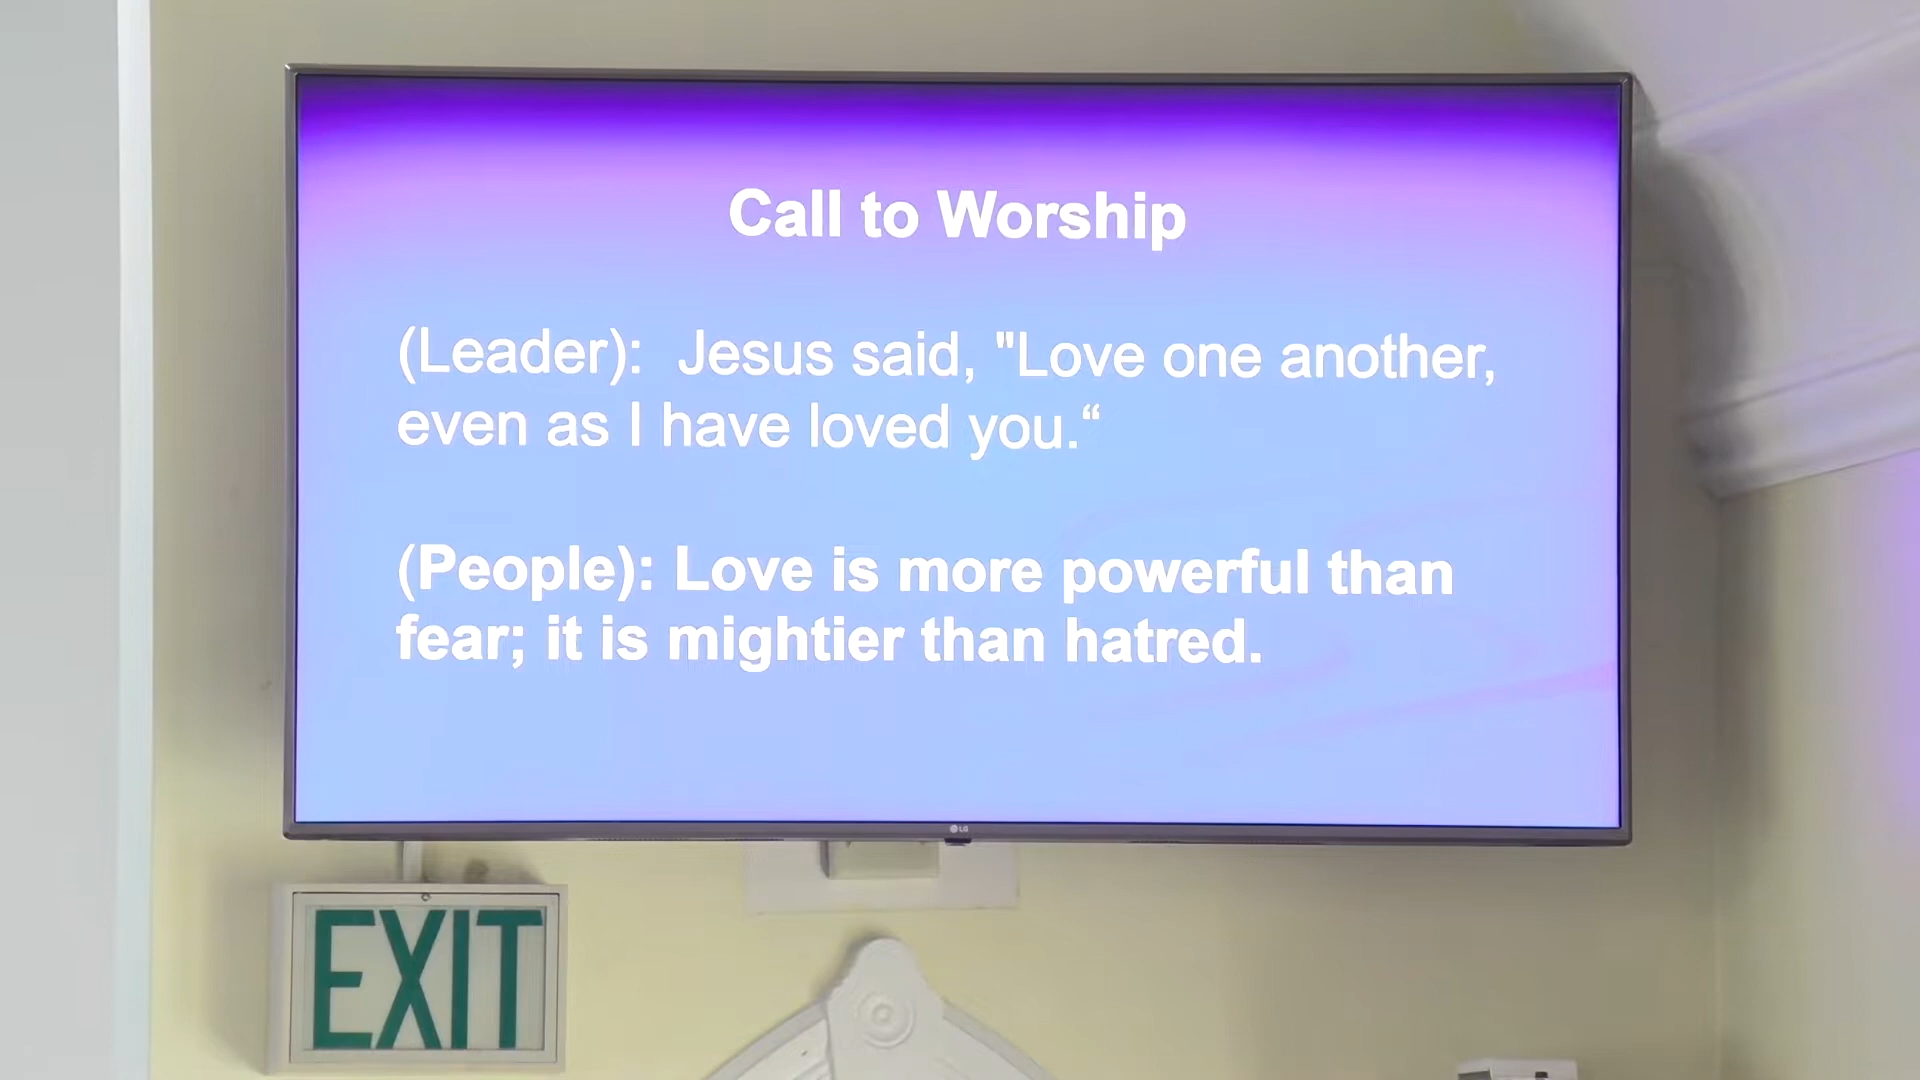 Call to Worship
(Leader):  Jesus said, "Love one another,
even as I have loved you.“
(People): Love is more powerful than
fear; it is mightier than hatred.
LG
EXIT